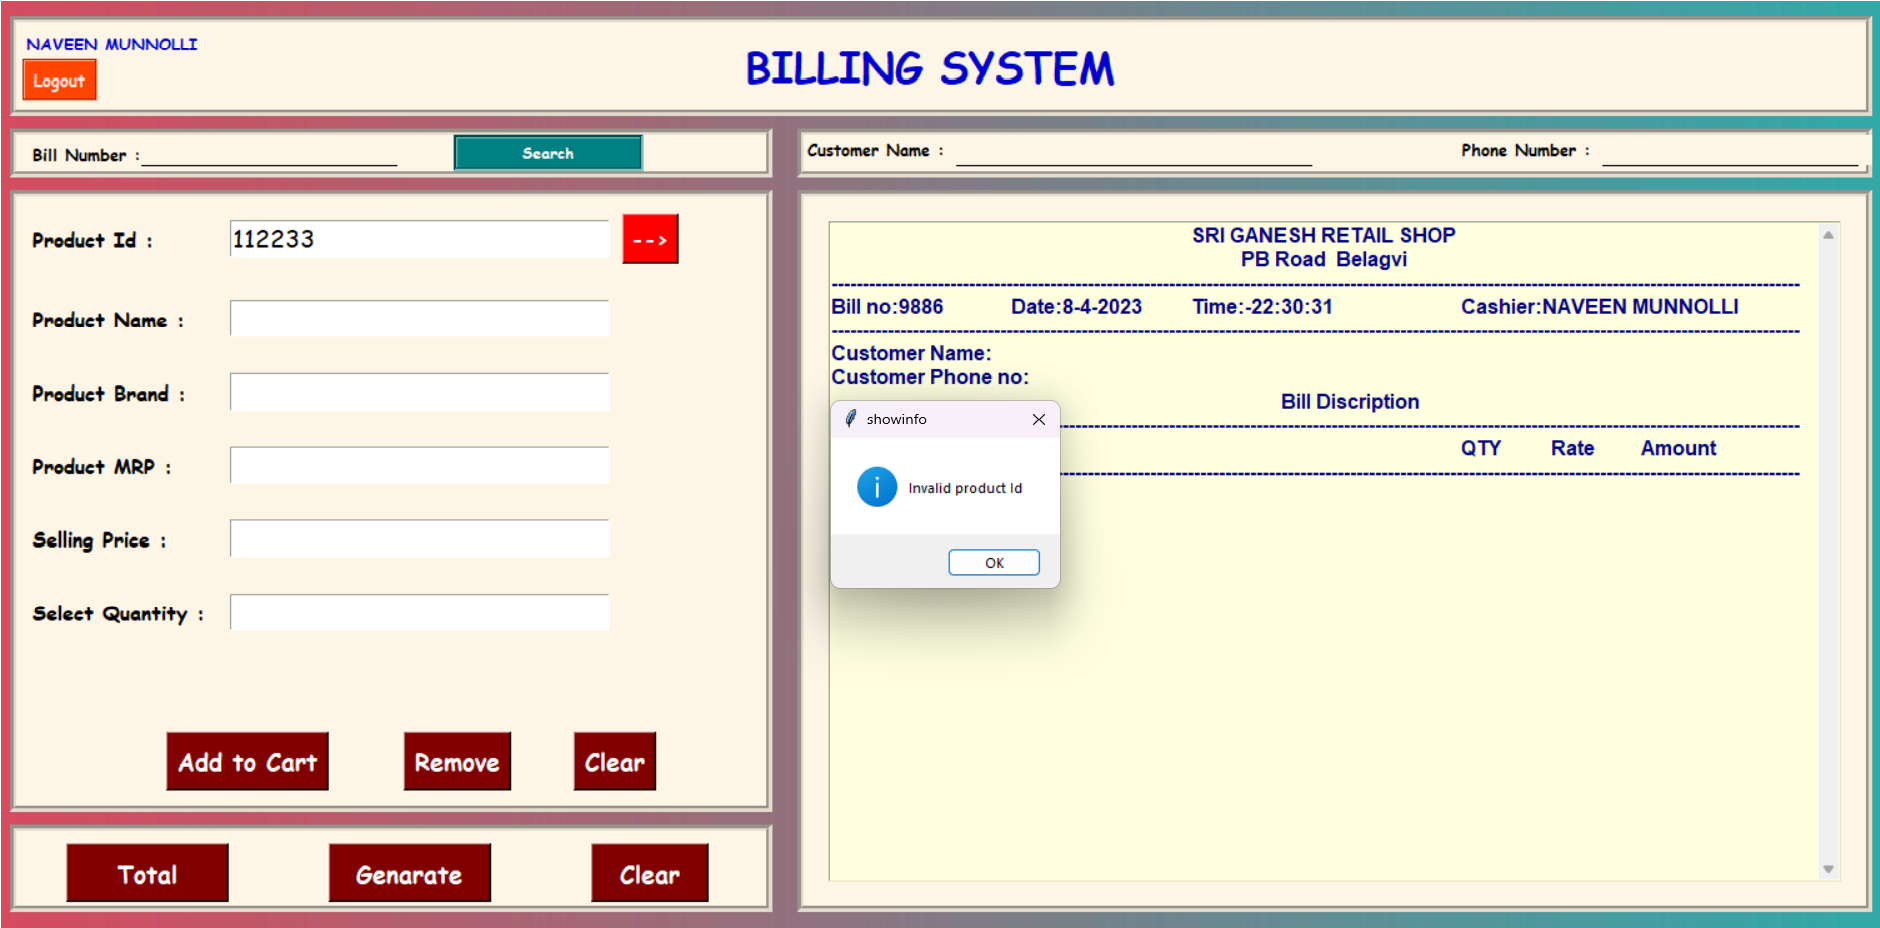 NAVEEN MUNNOLLI
Logout
BILLING SYSTEM
Bill Number :
Search
Customer Name :
Phone Number :
Product Id :
112233
-->
Product Name :
Product Brand :
Product MRP :
Selling Price :
Select Quantity :
Add to Cart
Remove
Clear
Total
Genarate
Clear
SRI GANESH RETAIL SHOP
PB Road Belagvi
Bill no:9886 Date:8-4-2023 Time:-22:30:31 Cashier:NAVEEN MUNNOLLI
Customer Name:
Customer Phone no:
Bill Discription
QTY Rate Amount
showinfo
Invalid product Id
OK